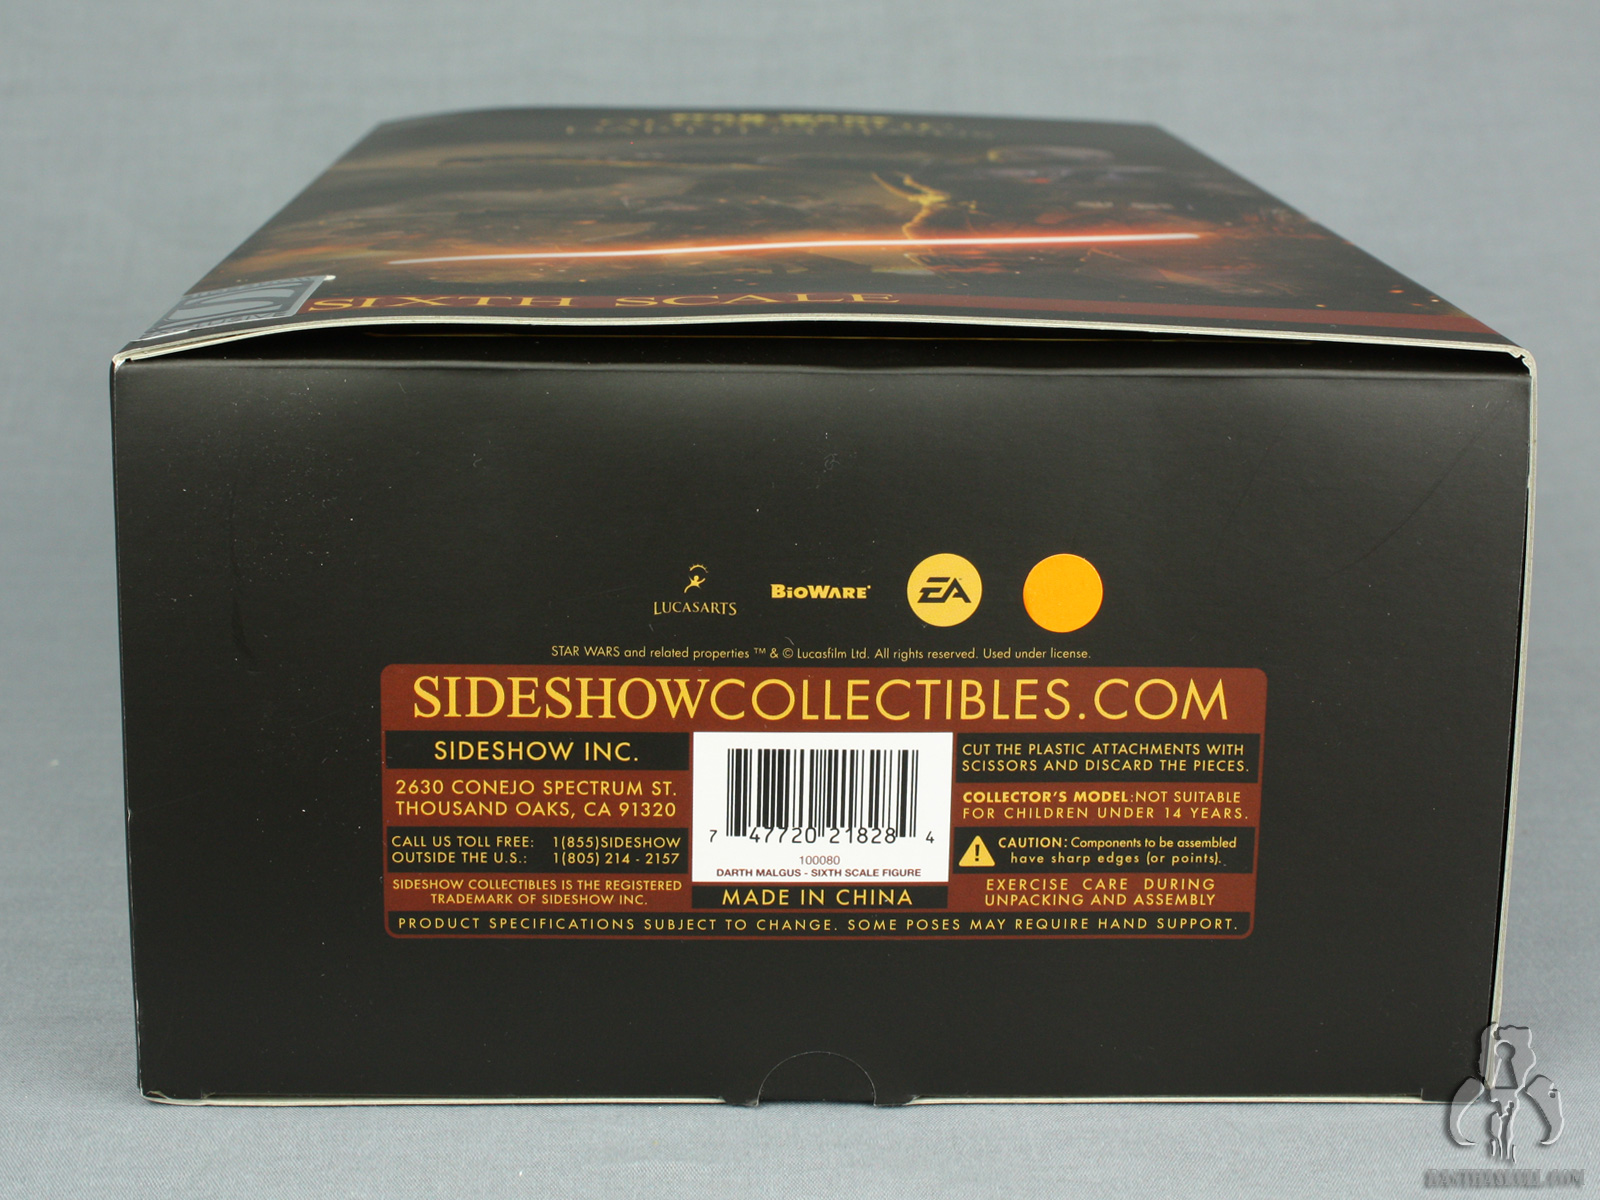 STAR WARS
SIXTH SCALE
LUCASARTS
BIOWARE
EA
STAR WARS and related properties ™ & © Lucasfilm Ltd. All rights reserved. Used under license.
SIDESHOWCOLLECTIBLES.COM
SIDESHOW INC.
2630 CONEJO SPECTRUM ST.
THOUSAND OAKS, CA 91320
CALL US TOLL FREE: 1(855)SIDESHOW
OUTSIDE THE U.S.: 1(805) 214 - 2157
SIDESHOW COLLECTIBLES IS THE REGISTERED
TRADEMARK OF SIDESHOW INC.
7 47720 21828 4
100080
DARTH MALGUS - SIXTH SCALE FIGURE
MADE IN CHINA
CUT THE PLASTIC ATTACHMENTS WITH
SCISSORS AND DISCARD THE PIECES.
COLLECTOR'S MODEL:NOT SUITABLE
FOR CHILDREN UNDER 14 YEARS.
CAUTION: Components to be assembled
have sharp edges (or points).
EXERCISE CARE DURING
UNPACKING AND ASSEMBLY
PRODUCT SPECIFICATIONS SUBJECT TO CHANGE. SOME POSES MAY REQUIRE HAND SUPPORT.